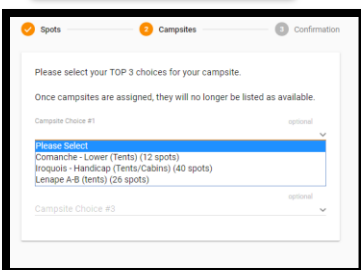 Spots 2 Campsites 3 Confirmation
Please select your TOP 3 choices for your campsite.
Once campsites are assigned, they will no longer be listed as available.
Campsite Choice #1 optional
Please Select
Comanche - Lower (Tents) (12 spots)
Iroquois - Handicap (Tents/Cabins) (40 spots)
Lenape A-B (tents) (26 spots)
optional
Campsite Choice #3